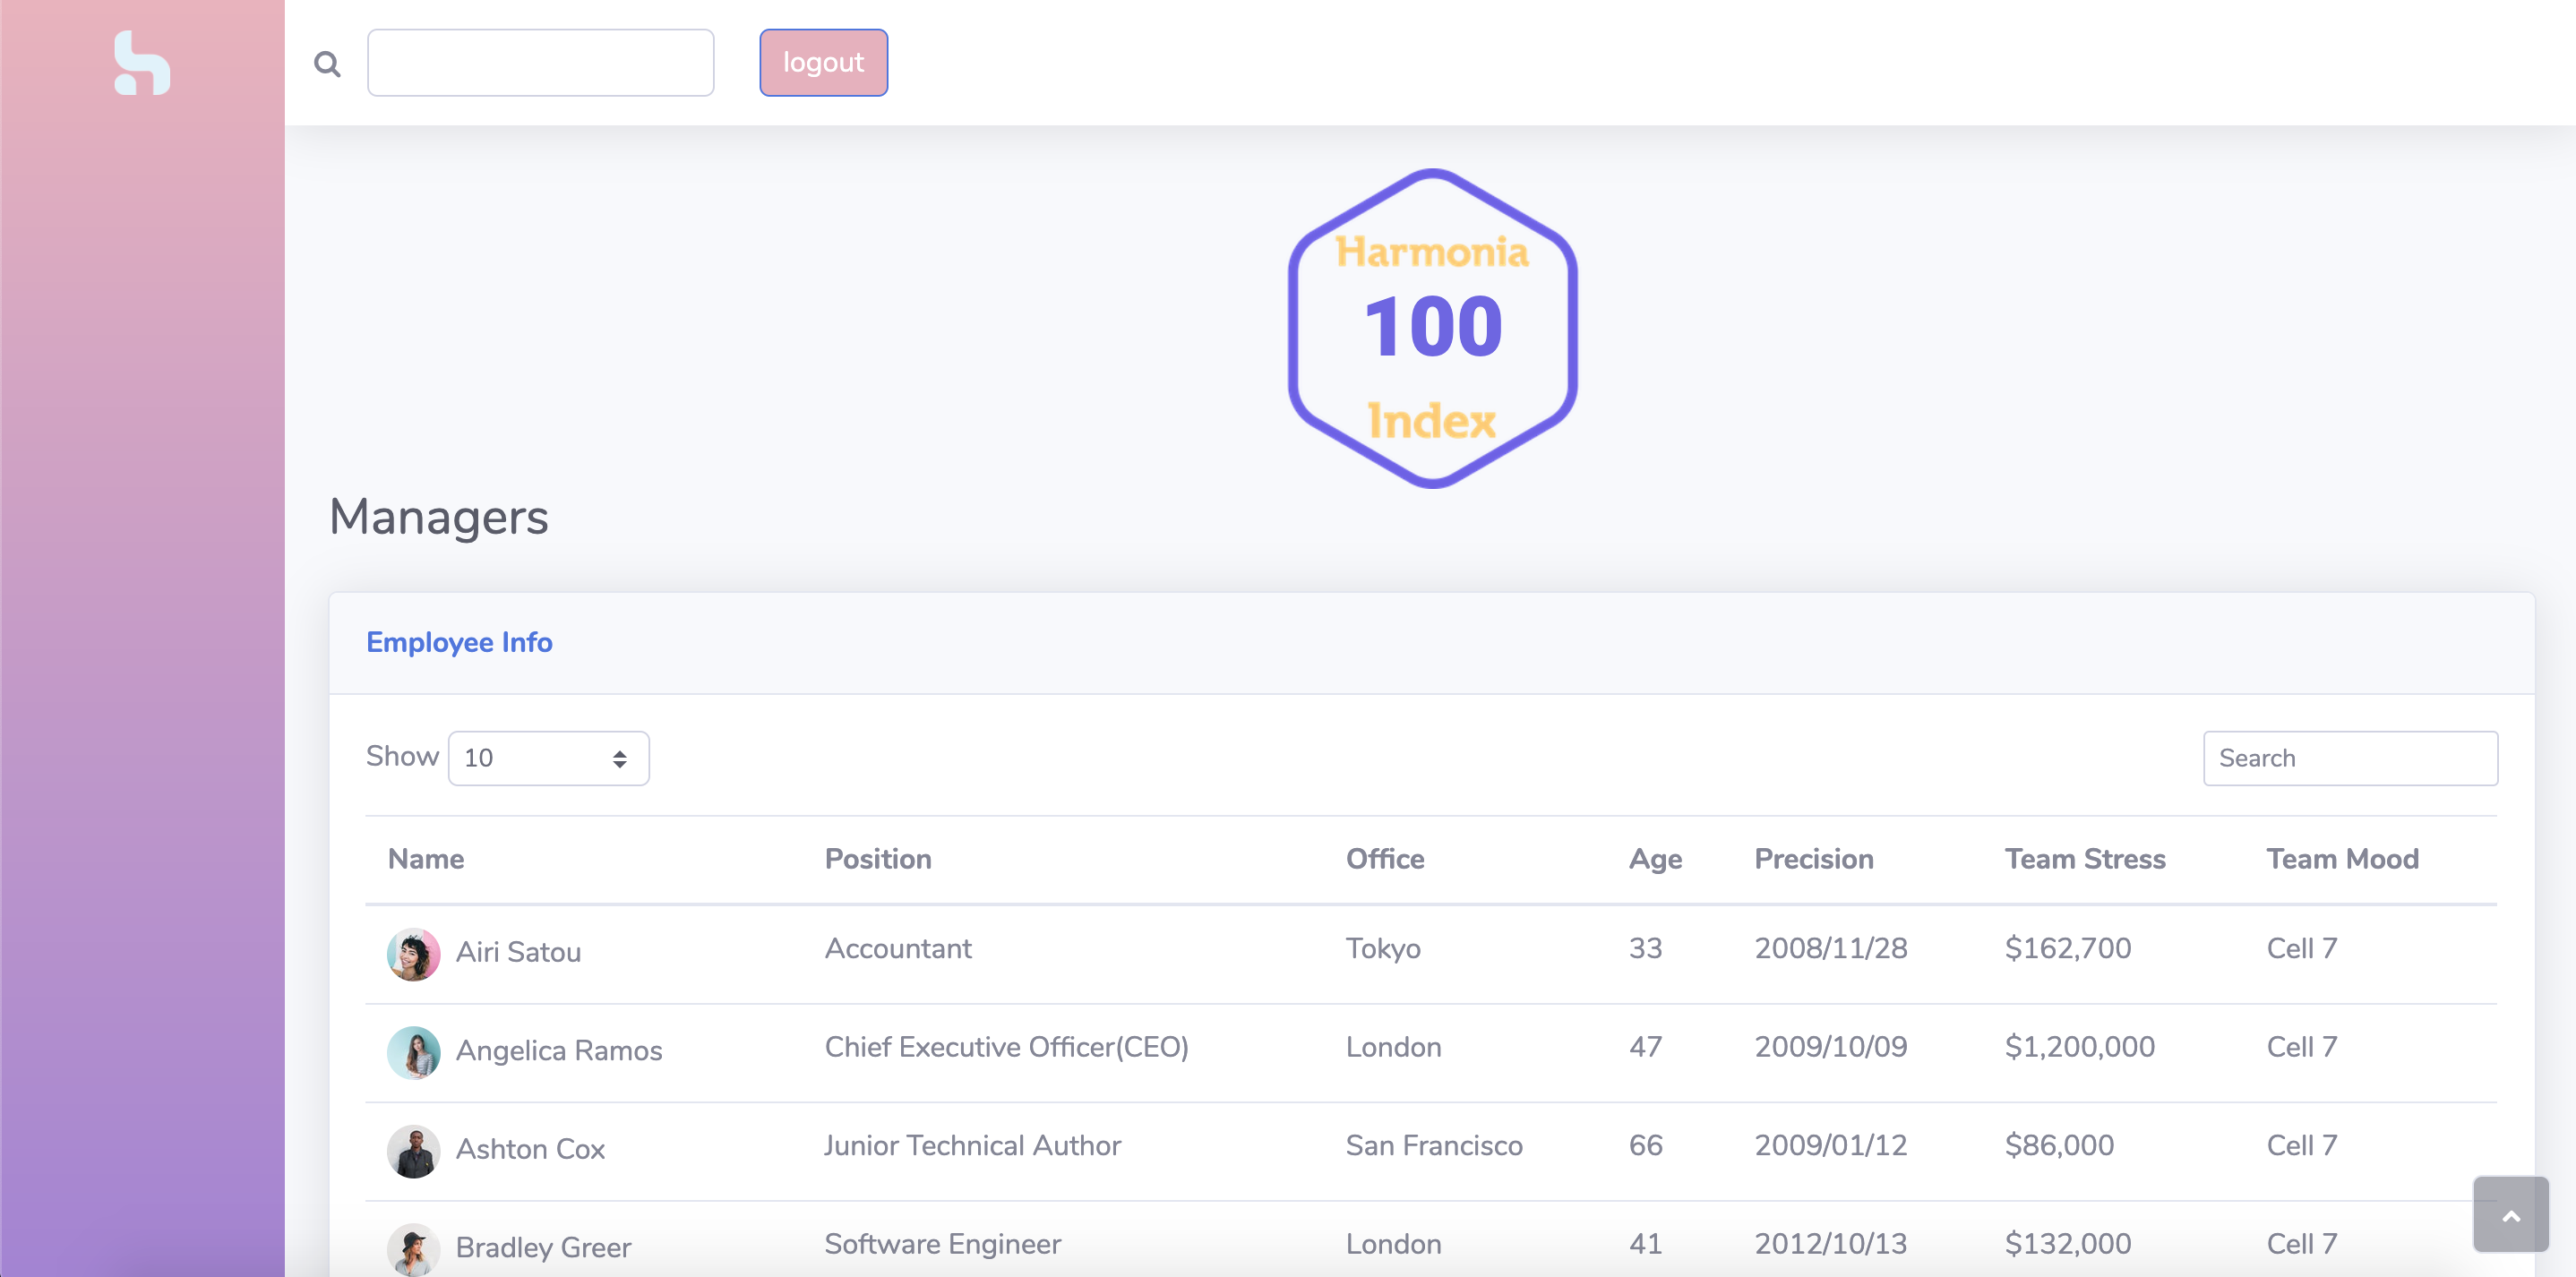 logout
Harmonia
100
Index
Managers
Employee Info
Show 10
Search
Name Position Office Age Precision Team Stress Team Mood
Airi Satou Accountant Tokyo 33 2008/11/28 $162,700 Cell 7
Angelica Ramos Chief Executive Officer(CEO) London 47 2009/10/09 $1,200,000 Cell 7
Ashton Cox Junior Technical Author San Francisco 66 2009/01/12 $86,000 Cell 7
Bradley Greer Software Engineer London 41 2012/10/13 $132,000 Cell 7